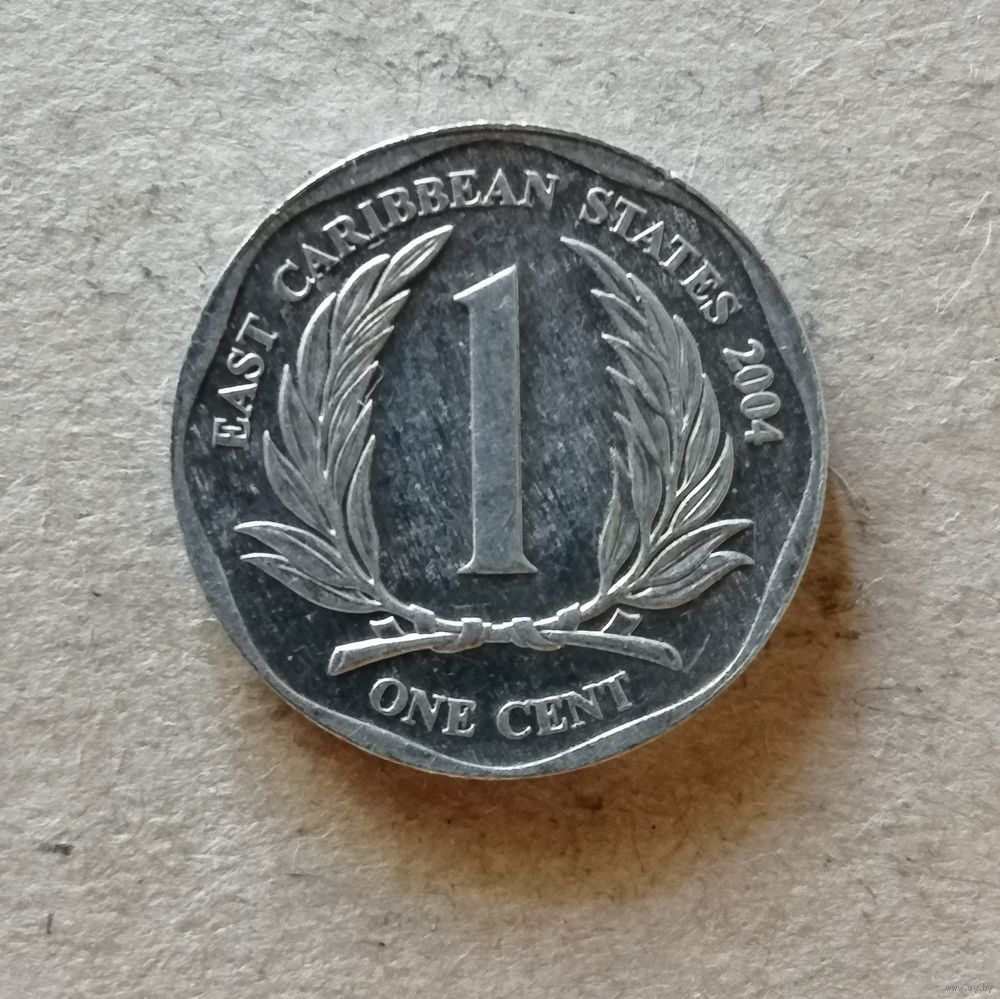 EAST CARIBBEAN STATES 2004
1
ONE CENT
www.ay.by